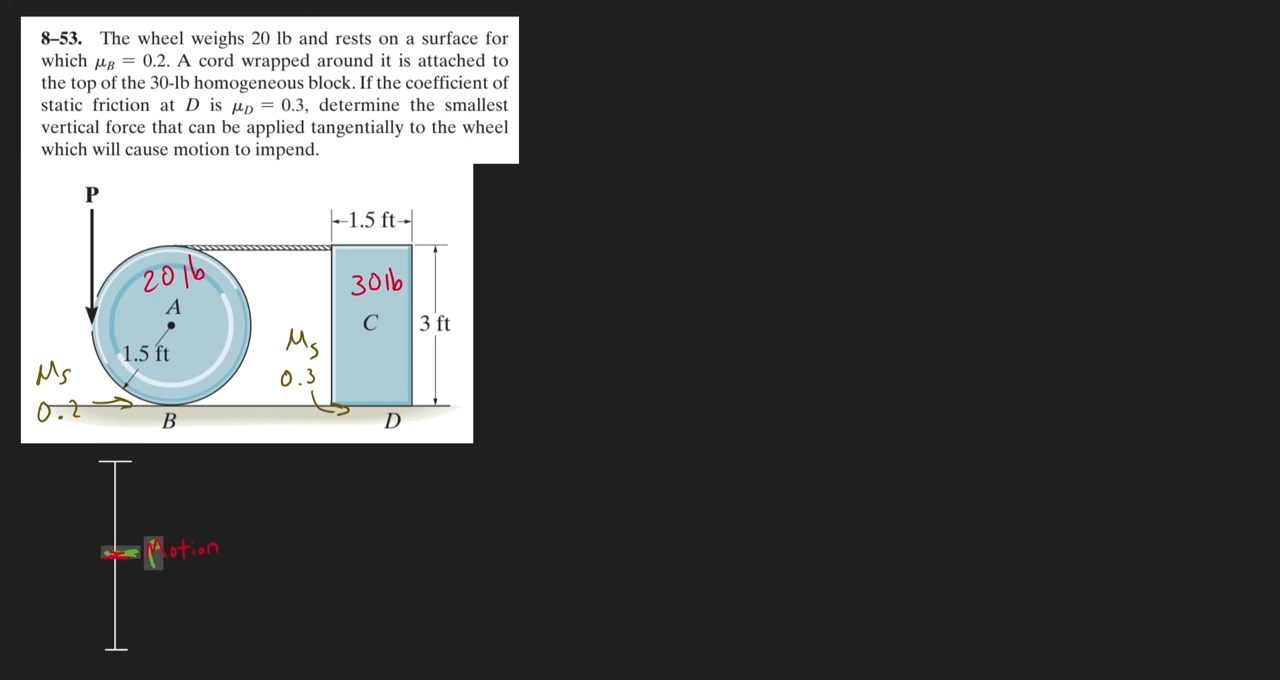 8–53. The wheel weighs 20 lb and rests on a surface for
which μB = 0.2. A cord wrapped around it is attached to
the top of the 30-lb homogeneous block. If the coefficient of
static friction at D is μD = 0.3, determine the smallest
vertical force that can be applied tangentially to the wheel
which will cause motion to impend.
P
1.5 ft
20 lb
30 lb
A
C
3 ft
1.5 ft
μs
0.3
μs
0.2
B
D
Motion